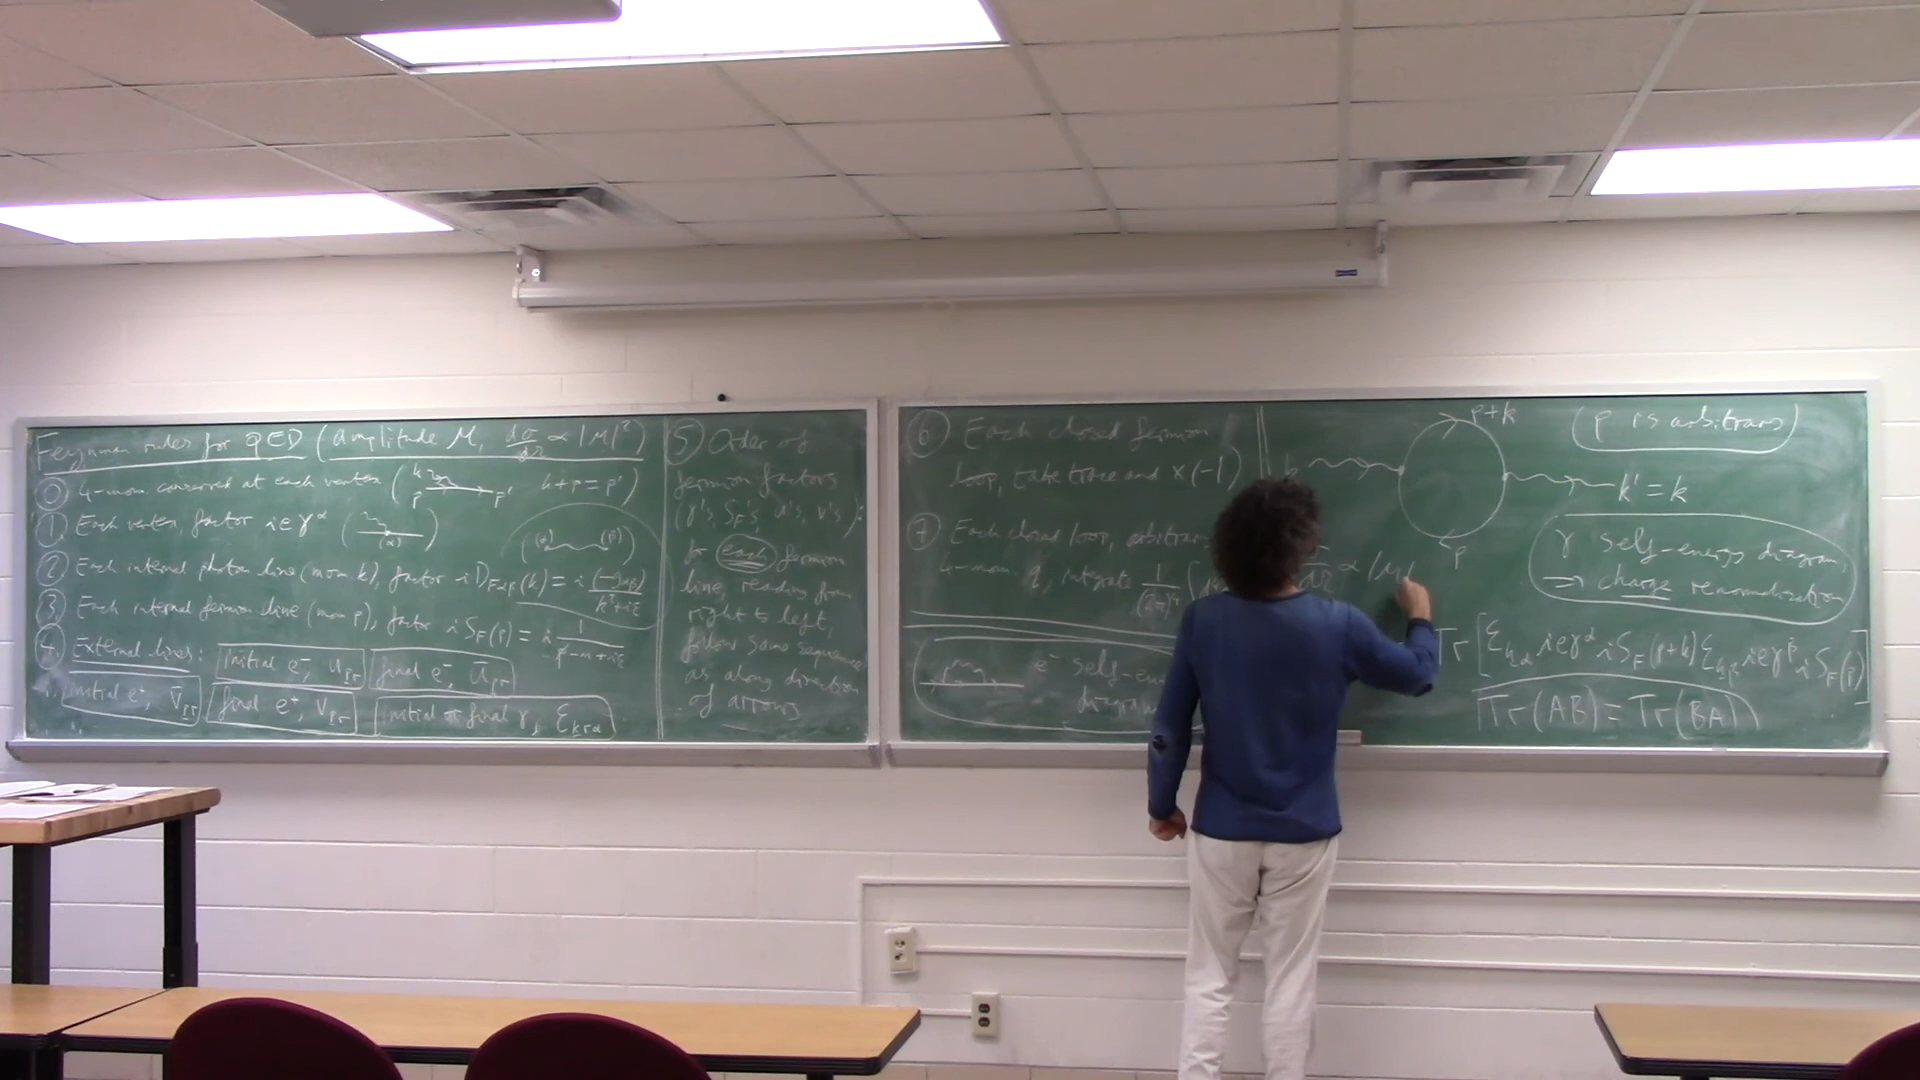 Feynman rules for QED (amplitude M, dσ/dΩ ∝ |M|²)
⓪ 4-mom conserved at each vertex (k p p' k+p=p')
① Each vertex, factor ieγ^α ( (α) )
② Each internal photon line (mom k), factor iD_Fαβ(k) = i (-g_αβ)/(k²+iε) ( (α) (β) )
③ Each internal fermion line (mom p), factor iS_F(p) = i 1/(p̸-m+iε)
④ External lines: initial e⁻, u_pr final e⁻, ū_pr
initial e⁺, v̄_pr final e⁺, v_pr initial or final γ, ε_krα
⑤ Order of
fermion factors
(γ's, S_F's, u's, v's):
for each fermion
line, reading from
right to left,
follow same sequence
as along direction
of arrows
⑥ Each closed fermion
loop, take trace and ×(-1)
⑦ Each closed loop,
4-mom q, integrate 1/(2π)⁴ ∫
e⁻ self-
p+k
(p is arbitrary)
k'=k
p
γ self-energy diagram
⇒ charge renormalization
∝ |M
Tr[ε_kα ieγ^α iS_F(p+k) ε_kβ ieγ^β iS_F(p)]
Tr(AB)=Tr(BA)